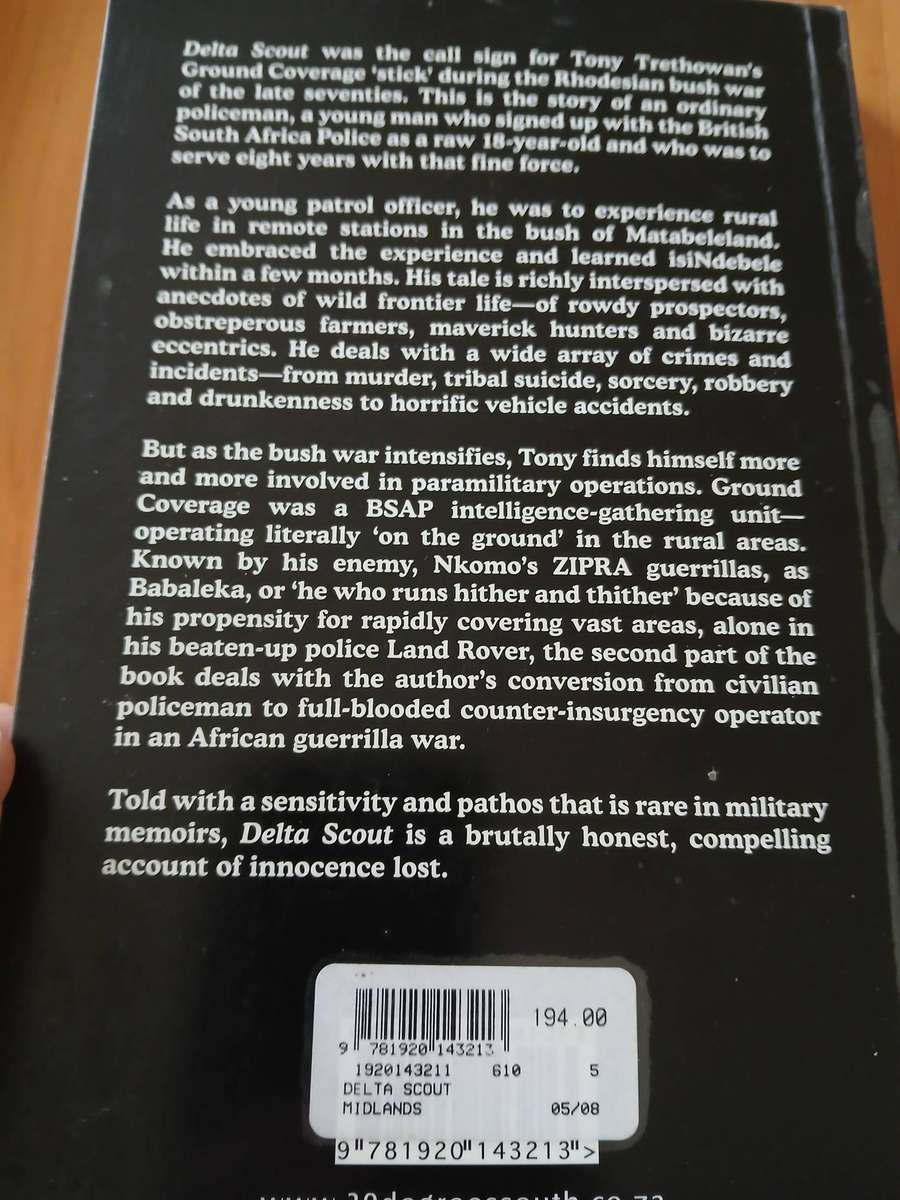 Delta Scout was the call sign for Tony Trethowan's
Ground Coverage 'stick' during the Rhodesian bush war
of the late seventies. This is the story of an ordinary
policeman, a young man who signed up with the British
South Africa Police as a raw 18-year-old and who was to
serve eight years with that fine force.
As a young patrol officer, he was to experience rural
life in remote stations in the bush of Matabeleland.
He embraced the experience and learned isiNdebele
within a few months. His tale is richly interspersed with
anecdotes of wild frontier life—of rowdy prospectors,
obstreperous farmers, maverick hunters and bizarre
eccentrics. He deals with a wide array of crimes and
incidents—from murder, tribal suicide, sorcery, robbery
and drunkenness to horrific vehicle accidents.
But as the bush war intensifies, Tony finds himself more
and more involved in paramilitary operations. Ground
Coverage was a BSAP intelligence-gathering unit—
operating literally 'on the ground' in the rural areas.
Known by his enemy, Nkomo's ZIPRA guerrillas, as
Babaleka, or 'he who runs hither and thither' because of
his propensity for rapidly covering vast areas, alone in
his beaten-up police Land Rover, the second part of the
book deals with the author's conversion from civilian
policeman to full-blooded counter-insurgency operator
in an African guerrilla war.
Told with a sensitivity and pathos that is rare in military
memoirs, Delta Scout is a brutally honest, compelling
account of innocence lost.
194.00
9 781920 143213
1920143211 610 5
DELTA SCOUT
MIDLANDS 05/08
9"781920"143213">